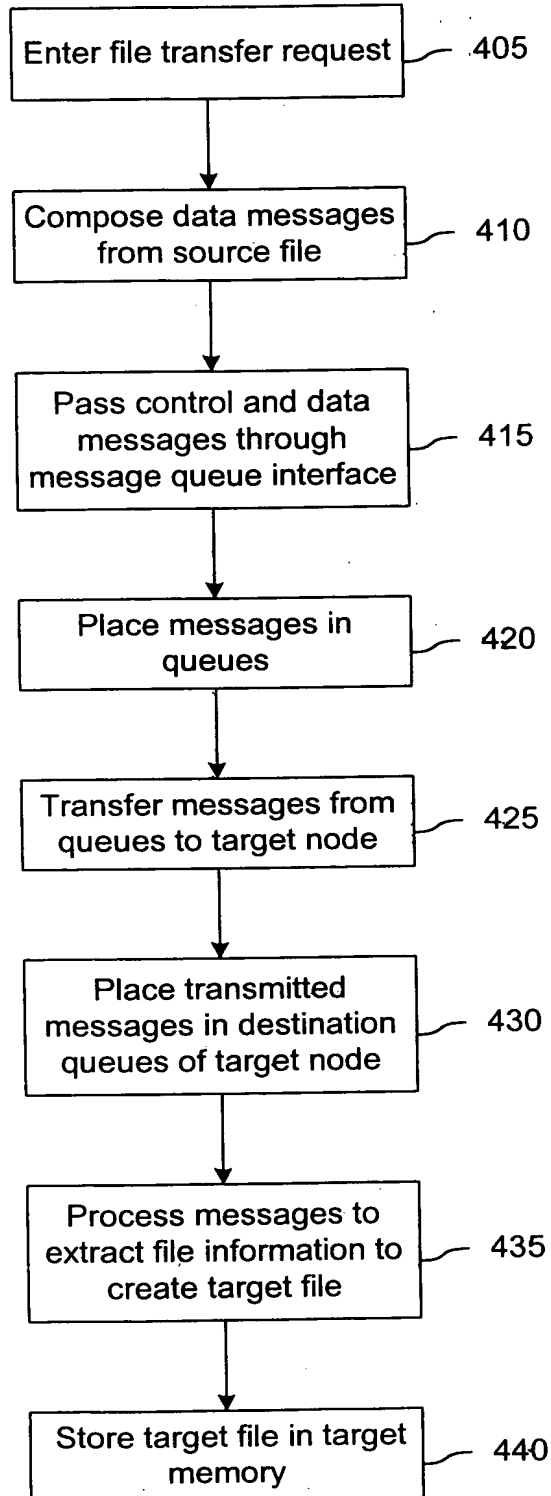 Enter file transfer request 405
Compose data messages
from source file
410
Pass control and data
messages through
message queue interface
415
Place messages in
queues
420
Transfer messages from
queues to target node
425
Place transmitted
messages in destination
queues of target node
430
Process messages to
extract file information to
create target file
435
Store target file in target
memory
440